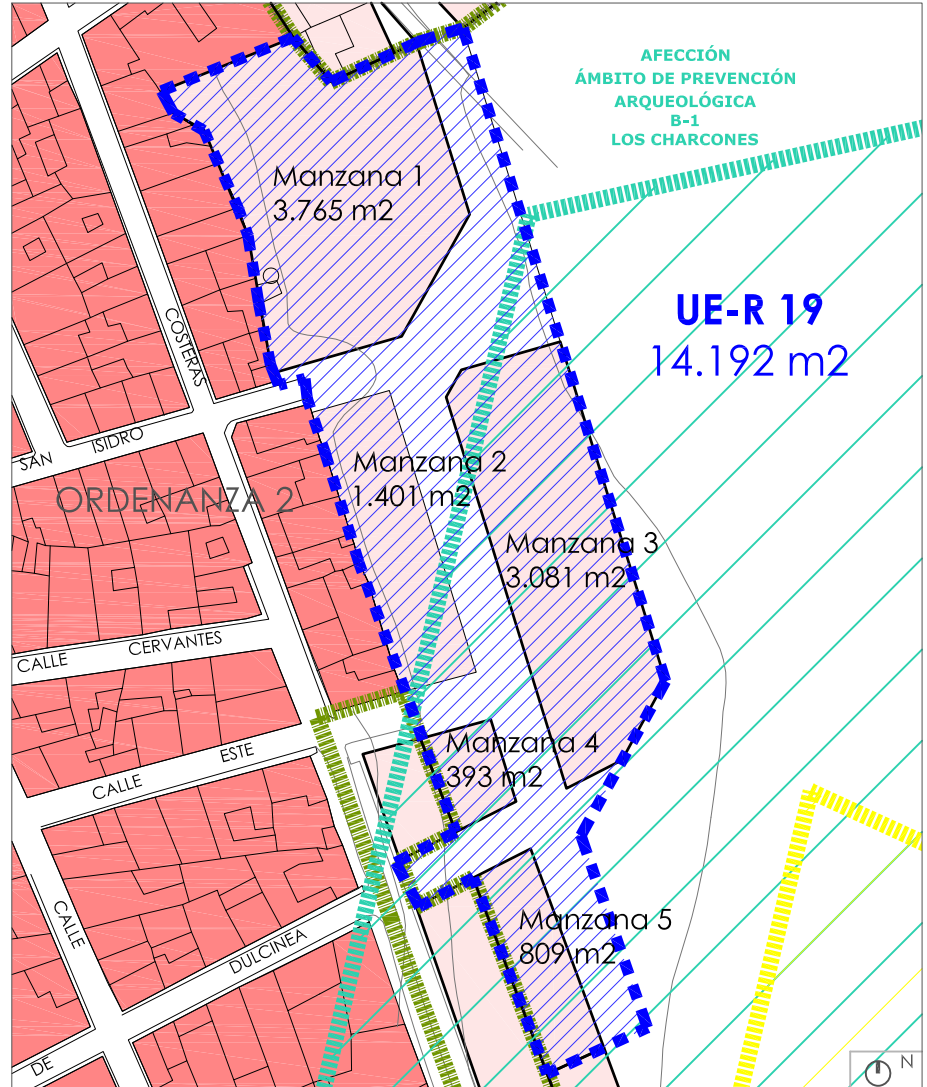 AFECCIÓN
ÁMBITO DE PREVENCIÓN
ARQUEOLÓGICA
B-1
LOS CHARCONES
Manzana 1
3.765 m2
UE-R 19
14.192 m2
COSTERAS
SAN ISIDRO
ORDENANZA 2
Manzana 2
1.401 m2
Manzana 3
3.081 m2
CALLE CERVANTES
CALLE ESTE
Manzana 4
393 m2
Manzana 5
809 m2
CALLE
DULCINEA
DE
N